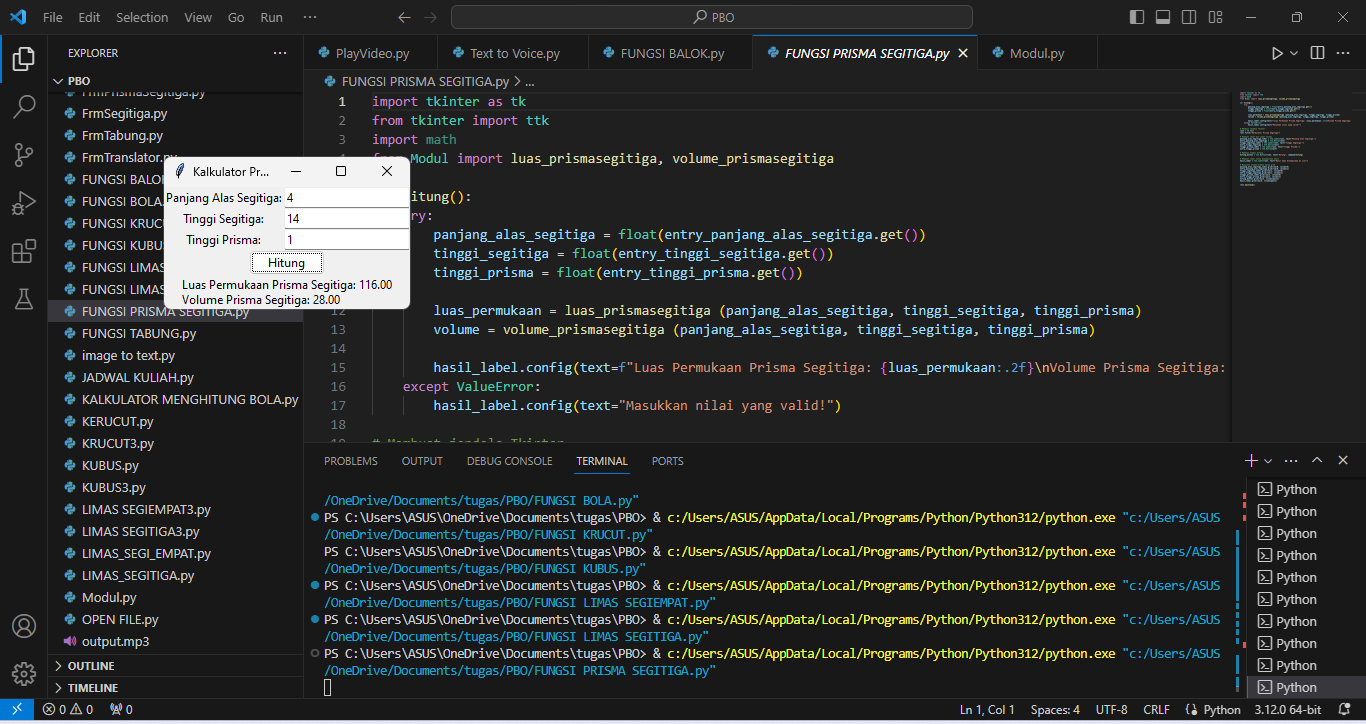 File Edit Selection View Go Run ··· PBO
EXPLORER ···
PBO
FrmPrismaSegitiga.py
FrmSegitiga.py
FrmTabung.py
FrmTranslator.py
FUNGSI BALO
FUNGSI BOLA.
FUNGSI KRUCU
FUNGSI KUBUS
FUNGSI LIMAS
FUNGSI LIMAS
FUNGSI PRISMA SEGITIGA.py
FUNGSI TABUNG.py
image to text.py
JADWAL KULIAH.py
KALKULATOR MENGHITUNG BOLA.py
KERUCUT.py
KRUCUT3.py
KUBUS.py
KUBUS3.py
LIMAS SEGIEMPAT3.py
LIMAS SEGITIGA3.py
LIMAS_SEGI_EMPAT.py
LIMAS_SEGITIGA.py
Modul.py
OPEN FILE.py
output.mp3
OUTLINE
TIMELINE
Kalkulator Pr...
Panjang Alas Segitiga: 4
Tinggi Segitiga: 14
Tinggi Prisma: 1
Hitung
Luas Permukaan Prisma Segitiga: 116.00
Volume Prisma Segitiga: 28.00
PlayVideo.py Text to Voice.py FUNGSI BALOK.py FUNGSI PRISMA SEGITIGA.py Modul.py
FUNGSI PRISMA SEGITIGA.py > ...
1 import tkinter as tk
2 from tkinter import ttk
3 import math
4 from Modul import luas_prismasegitiga, volume_prismasegitiga
itung():
ry:
panjang_alas_segitiga = float(entry_panjang_alas_segitiga.get())
tinggi_segitiga = float(entry_tinggi_segitiga.get())
tinggi_prisma = float(entry_tinggi_prisma.get())
12 luas_permukaan = luas_prismasegitiga (panjang_alas_segitiga, tinggi_segitiga, tinggi_prisma)
13 volume = volume_prismasegitiga (panjang_alas_segitiga, tinggi_segitiga, tinggi_prisma)
14
15 hasil_label.config(text=f"Luas Permukaan Prisma Segitiga: {luas_permukaan:.2f}\nVolume Prisma Segitiga:
16 except ValueError:
17 hasil_label.config(text="Masukkan nilai yang valid!")
18
19 # Membuat jendela Tkinter
PROBLEMS OUTPUT DEBUG CONSOLE TERMINAL PORTS
/OneDrive/Documents/tugas/PBO/FUNGSI BOLA.py"
PS C:\Users\ASUS\OneDrive\Documents\tugas\PBO> & c:/Users/ASUS/AppData/Local/Programs/Python/Python312/python.exe "c:/Users/ASUS
/OneDrive/Documents/tugas/PBO/FUNGSI KRUCUT.py"
PS C:\Users\ASUS\OneDrive\Documents\tugas\PBO> & c:/Users/ASUS/AppData/Local/Programs/Python/Python312/python.exe "c:/Users/ASUS
/OneDrive/Documents/tugas/PBO/FUNGSI KUBUS.py"
PS C:\Users\ASUS\OneDrive\Documents\tugas\PBO> & c:/Users/ASUS/AppData/Local/Programs/Python/Python312/python.exe "c:/Users/ASUS
/OneDrive/Documents/tugas/PBO/FUNGSI LIMAS SEGIEMPAT.py"
PS C:\Users\ASUS\OneDrive\Documents\tugas\PBO> & c:/Users/ASUS/AppData/Local/Programs/Python/Python312/python.exe "c:/Users/ASUS
/OneDrive/Documents/tugas/PBO/FUNGSI LIMAS SEGITIGA.py"
PS C:\Users\ASUS\OneDrive\Documents\tugas\PBO> & c:/Users/ASUS/AppData/Local/Programs/Python/Python312/python.exe "c:/Users/ASUS
/OneDrive/Documents/tugas/PBO/FUNGSI PRISMA SEGITIGA.py"
Python
Python
Python
Python
Python
Python
Python
Python
Python
Python
0 0 0 Ln 1, Col 1 Spaces: 4 UTF-8 CRLF Python 3.12.0 64-bit